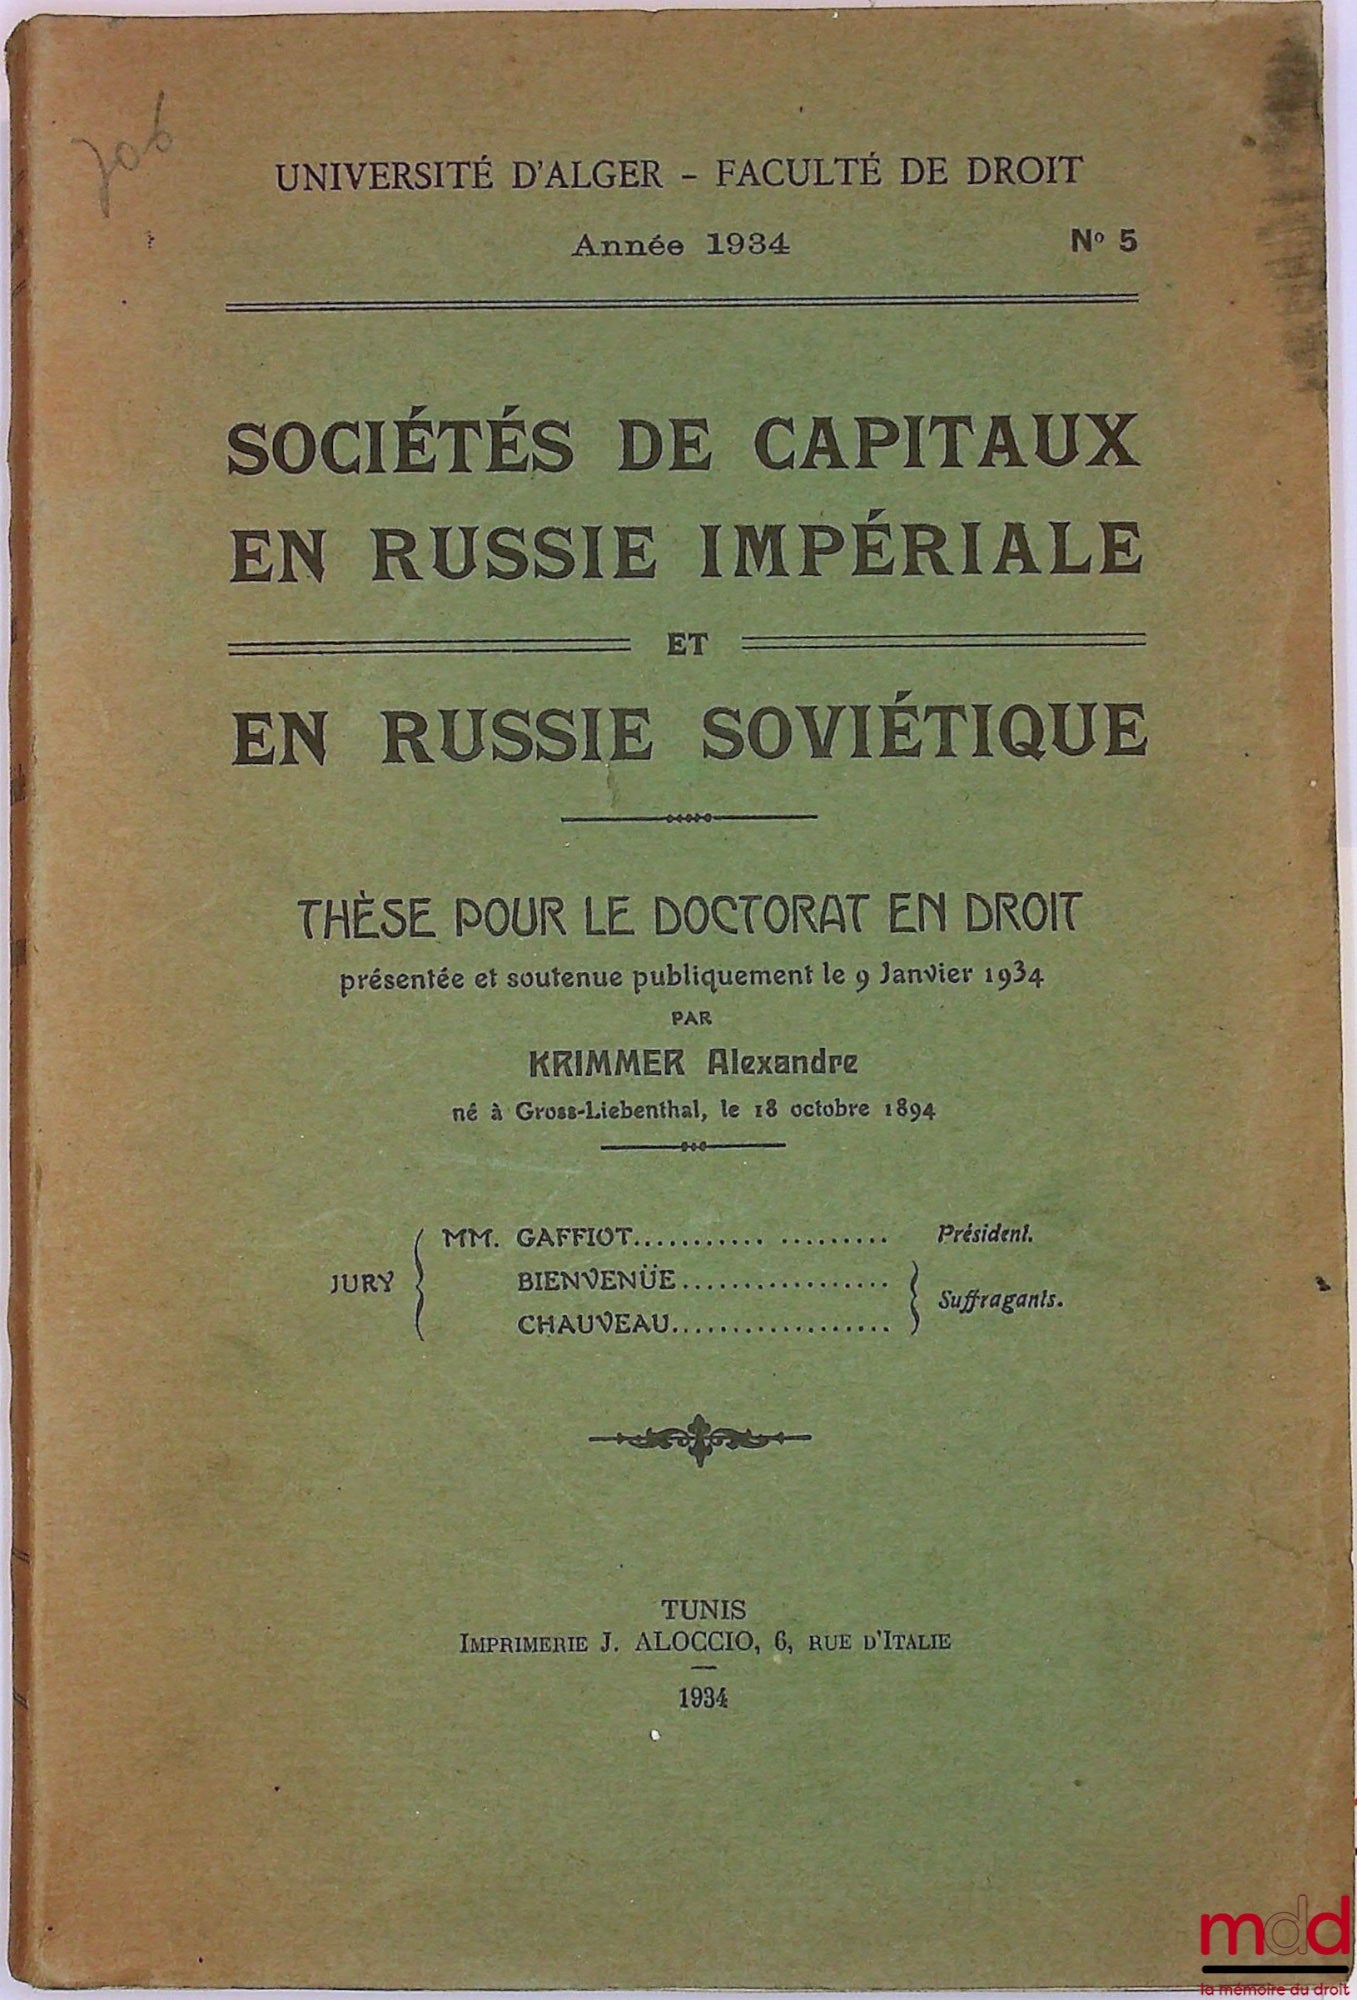 706
UNIVERSITÉ D'ALGER - FACULTÉ DE DROIT
Année 1934 Nº 5
SOCIÉTÉS DE CAPITAUX
EN RUSSIE IMPÉRIALE
ET
EN RUSSIE SOVIÉTIQUE
THÈSE POUR LE DOCTORAT EN DROIT
présentée et soutenue publiquement le 9 Janvier 1934
PAR
KRIMMER Alexandre
né à Gross-Liebenthal, le 18 octobre 1894
MM. GAFFIOT.................... Président.
JURY BIENVENÜE..................
Suffragants.
CHAUVEAU...................
TUNIS
IMPRIMERIE J. ALOCCIO, 6, RUE D'ITALIE
1934
mdd
la mémoire du droit